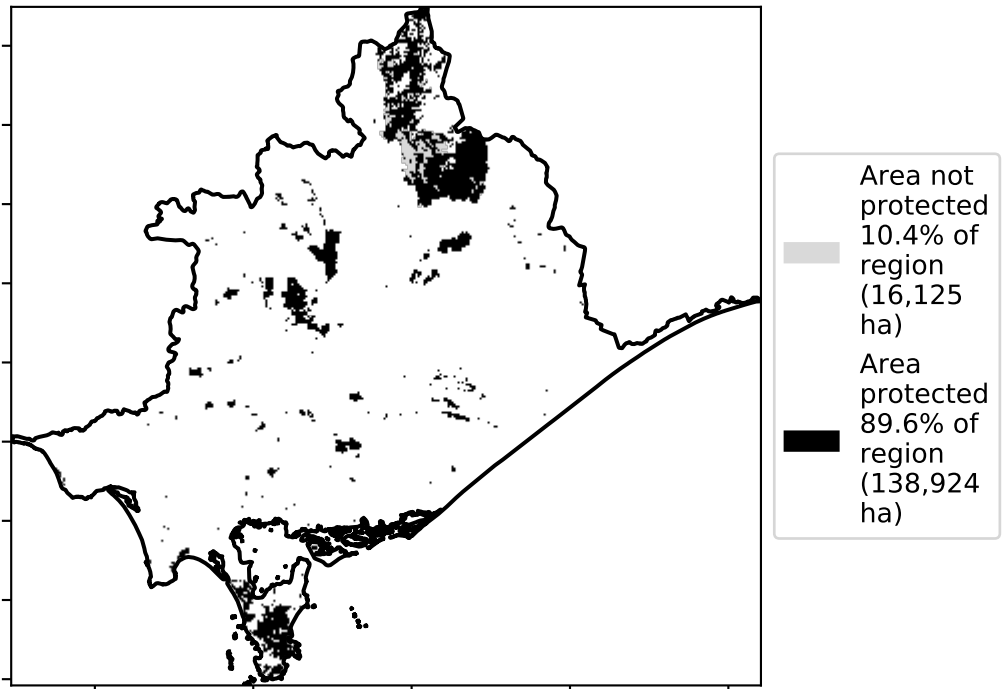 Area not
protected
10.4% of
region
(16,125
ha)
Area
protected
89.6% of
region
(138,924
ha)